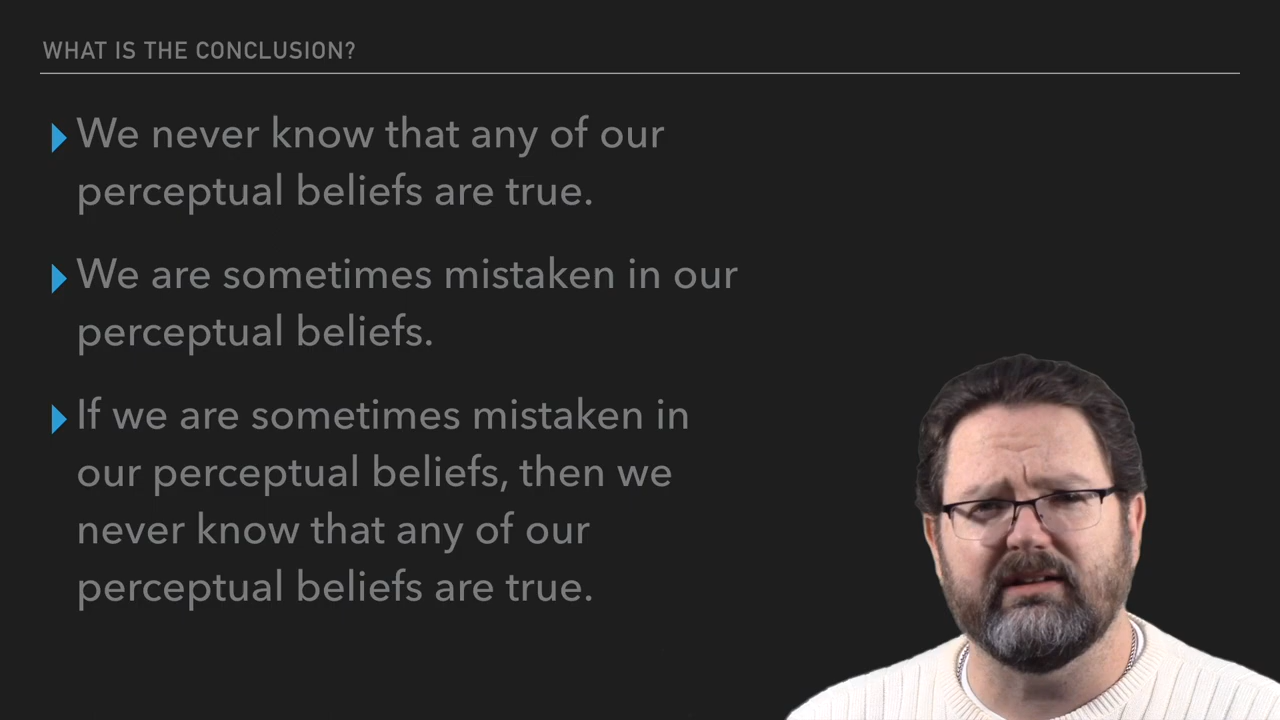 WHAT IS THE CONCLUSION?
We never know that any of our
perceptual beliefs are true.
We are sometimes mistaken in our
perceptual beliefs.
If we are sometimes mistaken in
our perceptual beliefs, then we
never know that any of our
perceptual beliefs are true.